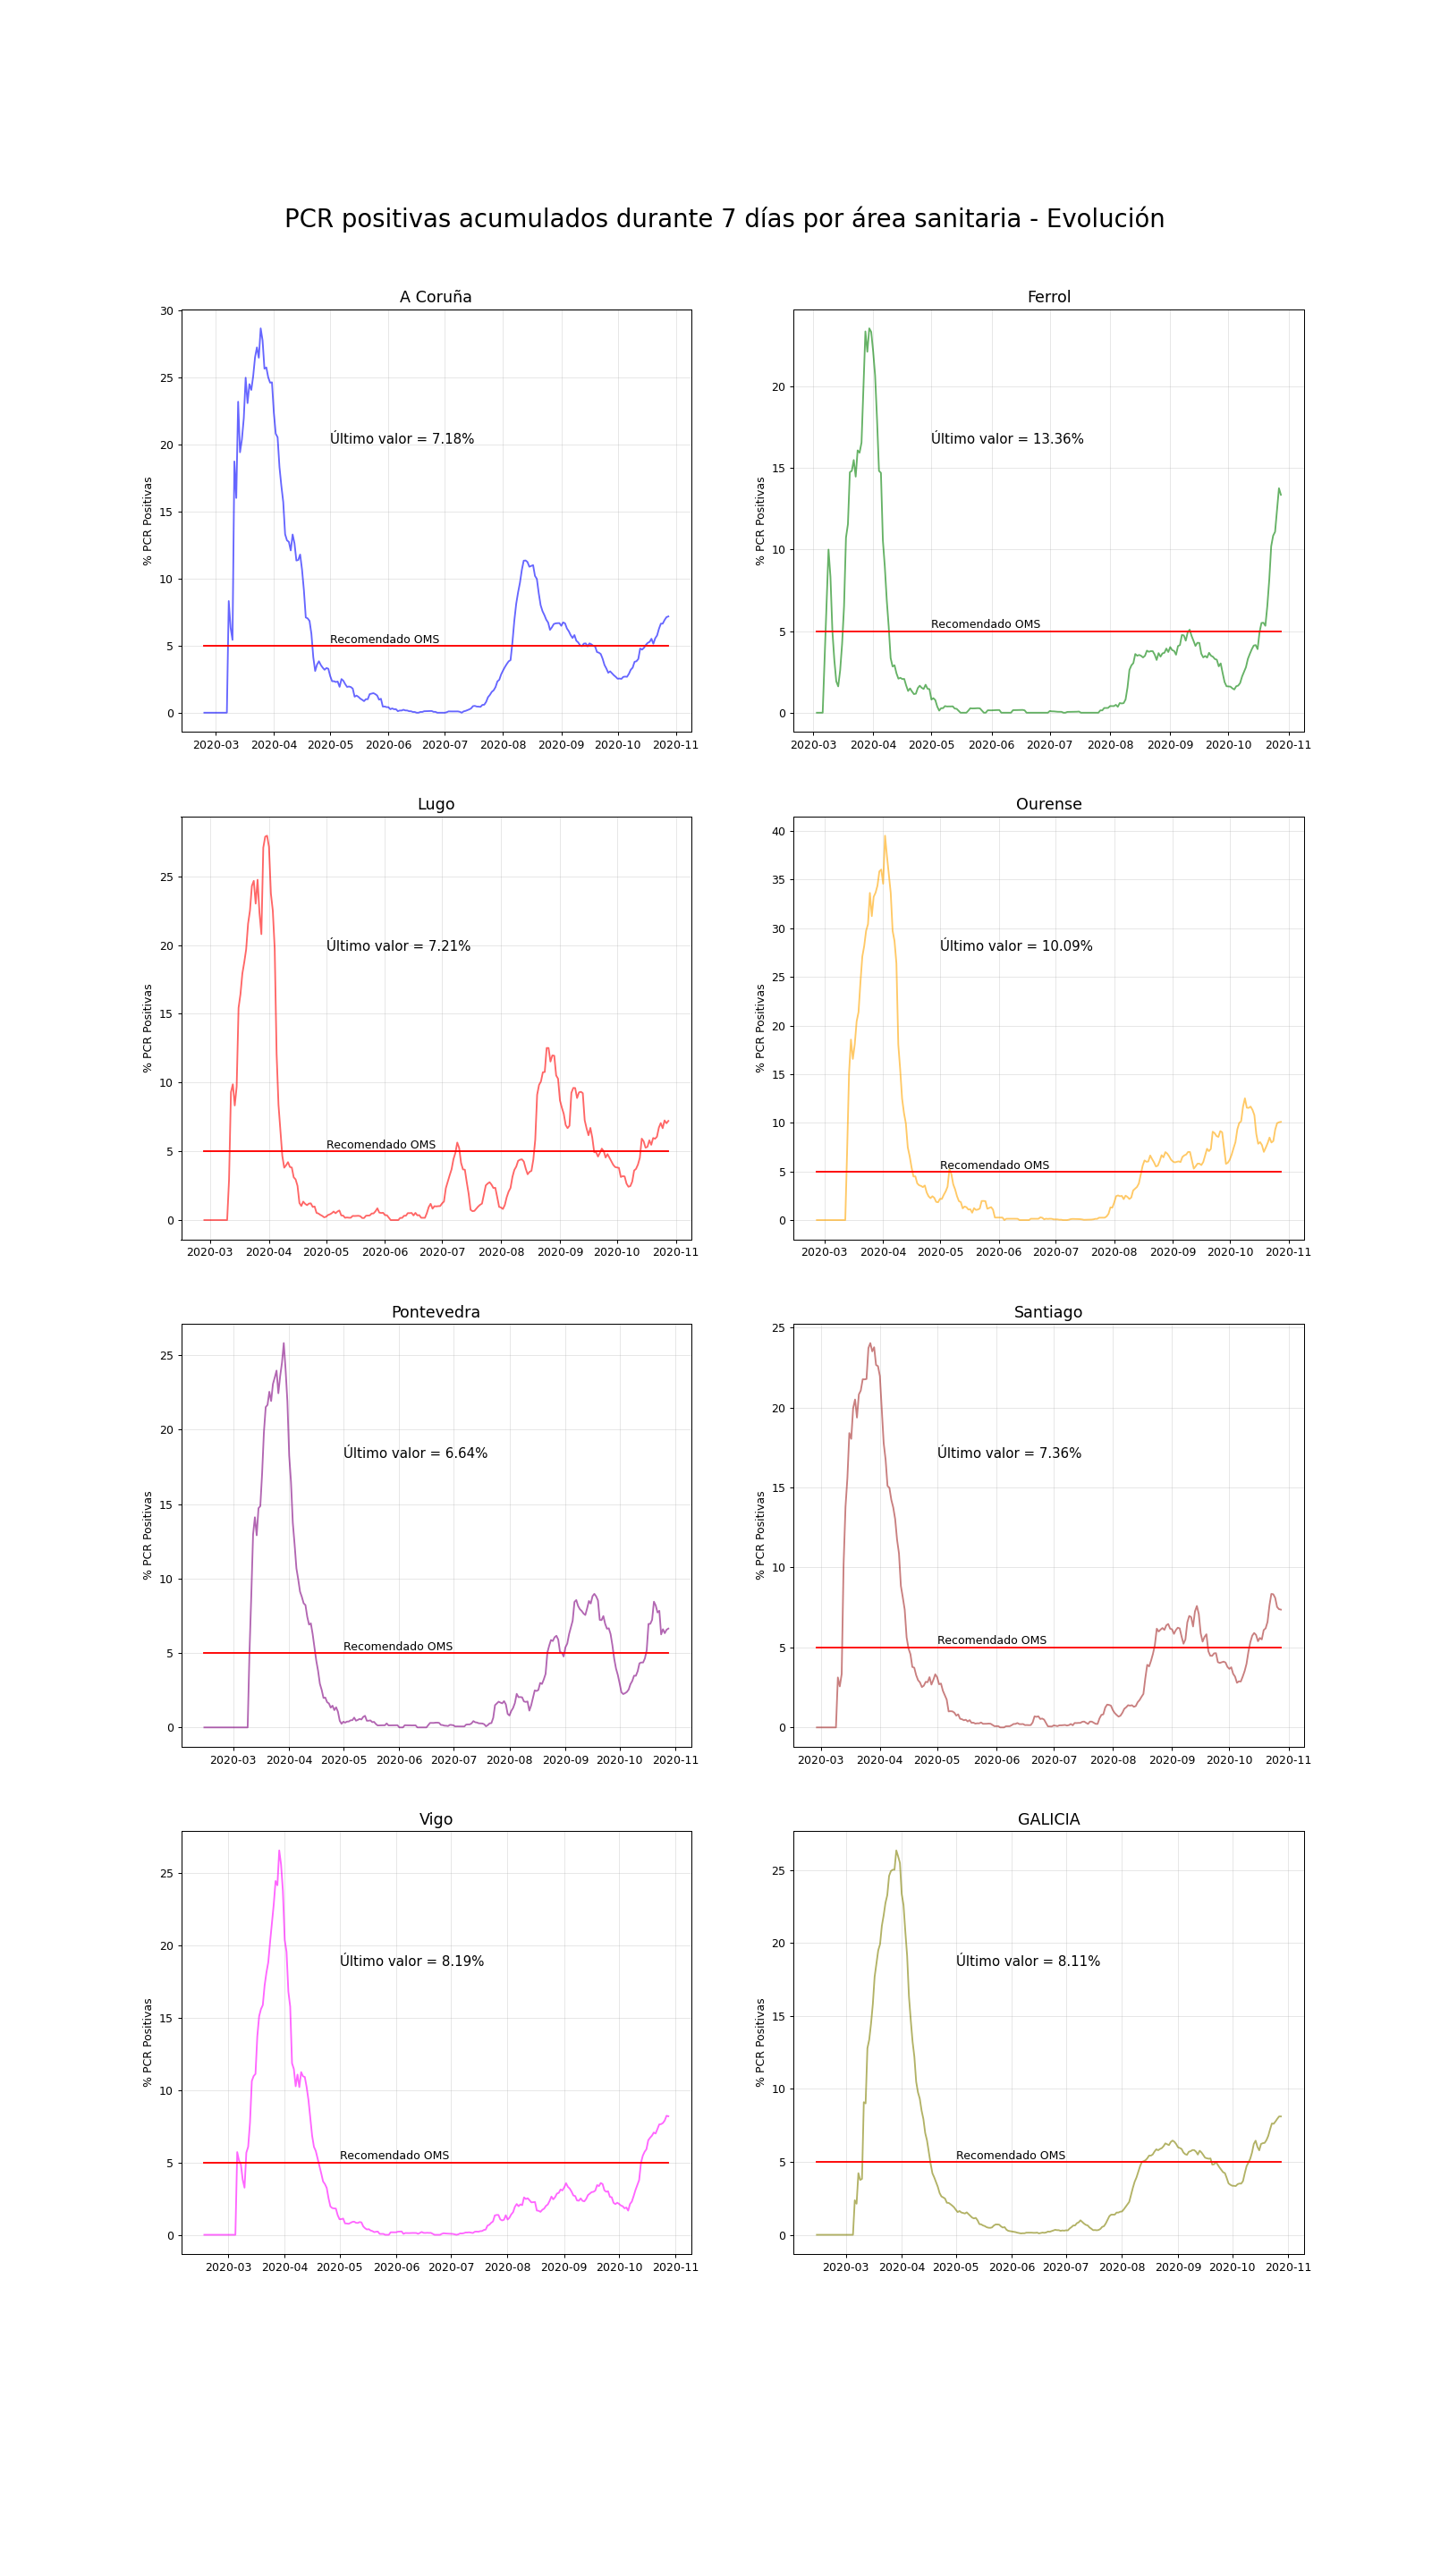 PCR positivas acumulados durante 7 días por área sanitaria - Evolución
A Coruña
% PCR Positivas
30
25
20
15
10
5
0
Último valor = 7.18%
Recomendado OMS
2020-03 2020-04 2020-05 2020-06 2020-07 2020-08 2020-09 2020-10 2020-11
Ferrol
% PCR Positivas
20
15
10
5
0
Último valor = 13.36%
Recomendado OMS
2020-03 2020-04 2020-05 2020-06 2020-07 2020-08 2020-09 2020-10 2020-11
Lugo
% PCR Positivas
25
20
15
10
5
0
Último valor = 7.21%
Recomendado OMS
2020-03 2020-04 2020-05 2020-06 2020-07 2020-08 2020-09 2020-10 2020-11
Ourense
% PCR Positivas
40
35
30
25
20
15
10
5
0
Último valor = 10.09%
Recomendado OMS
2020-03 2020-04 2020-05 2020-06 2020-07 2020-08 2020-09 2020-10 2020-11
Pontevedra
% PCR Positivas
25
20
15
10
5
0
Último valor = 6.64%
Recomendado OMS
2020-03 2020-04 2020-05 2020-06 2020-07 2020-08 2020-09 2020-10 2020-11
Santiago
% PCR Positivas
25
20
15
10
5
0
Último valor = 7.36%
Recomendado OMS
2020-03 2020-04 2020-05 2020-06 2020-07 2020-08 2020-09 2020-10 2020-11
Vigo
% PCR Positivas
25
20
15
10
5
0
Último valor = 8.19%
Recomendado OMS
2020-03 2020-04 2020-05 2020-06 2020-07 2020-08 2020-09 2020-10 2020-11
GALICIA
% PCR Positivas
25
20
15
10
5
0
Último valor = 8.11%
Recomendado OMS
2020-03 2020-04 2020-05 2020-06 2020-07 2020-08 2020-09 2020-10 2020-11